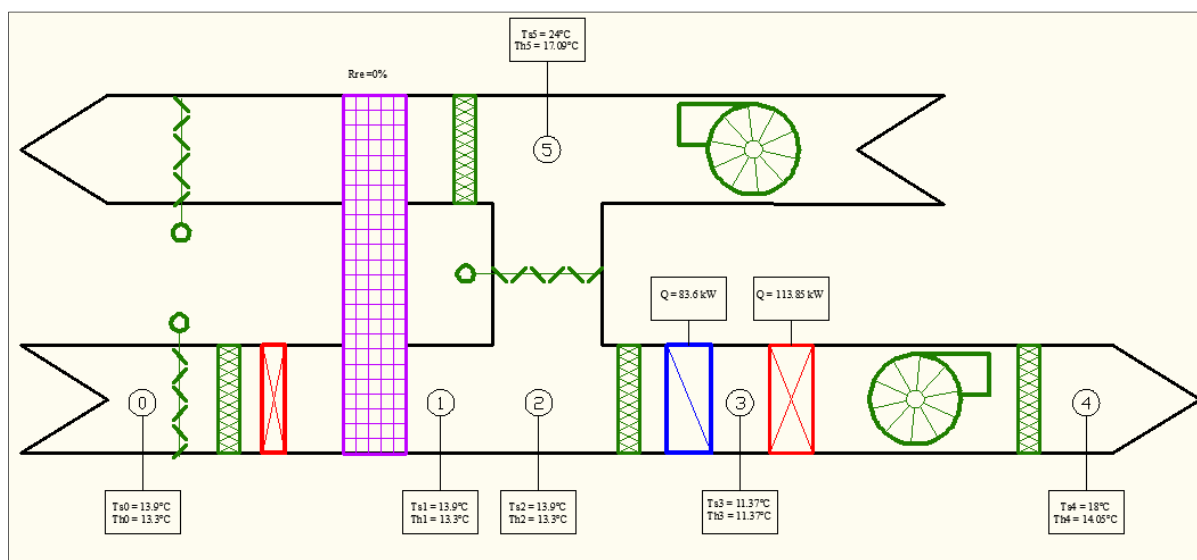 Ts5 = 24°C
Th5 = 17.09°C
Rre =0%
5
Q = 83.6 kW
Q = 113.85 kW
0
1
2
3
4
Ts0 = 13.9°C
Th0 = 13.3°C
Ts1 = 13.9°C
Th1 = 13.3°C
Ts2 = 13.9°C
Th2 = 13.3°C
Ts3 = 11.37°C
Th3 = 11.37°C
Ts4 = 18°C
Th4 = 14.05°C